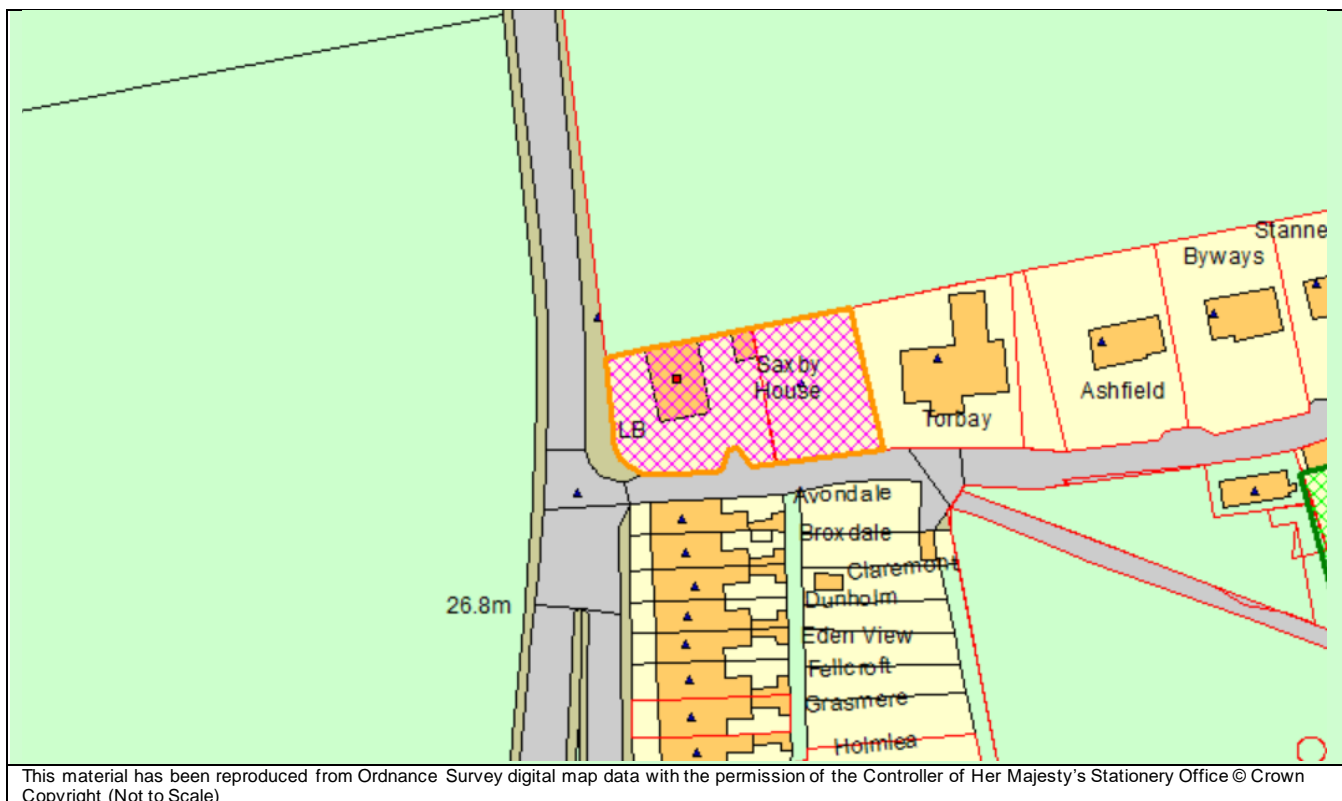 Stanne
Byways
Saxby
House
Ashfield
Torbay
LB
Avondale
Broxdale
Claremont
Dunholm
26.8m
Eden View
Fellcroft
Grasmere
Holmlea
This material has been reproduced from Ordnance Survey digital map data with the permission of the Controller of Her Majesty's Stationery Office © Crown
Copyright (Not to Scale)